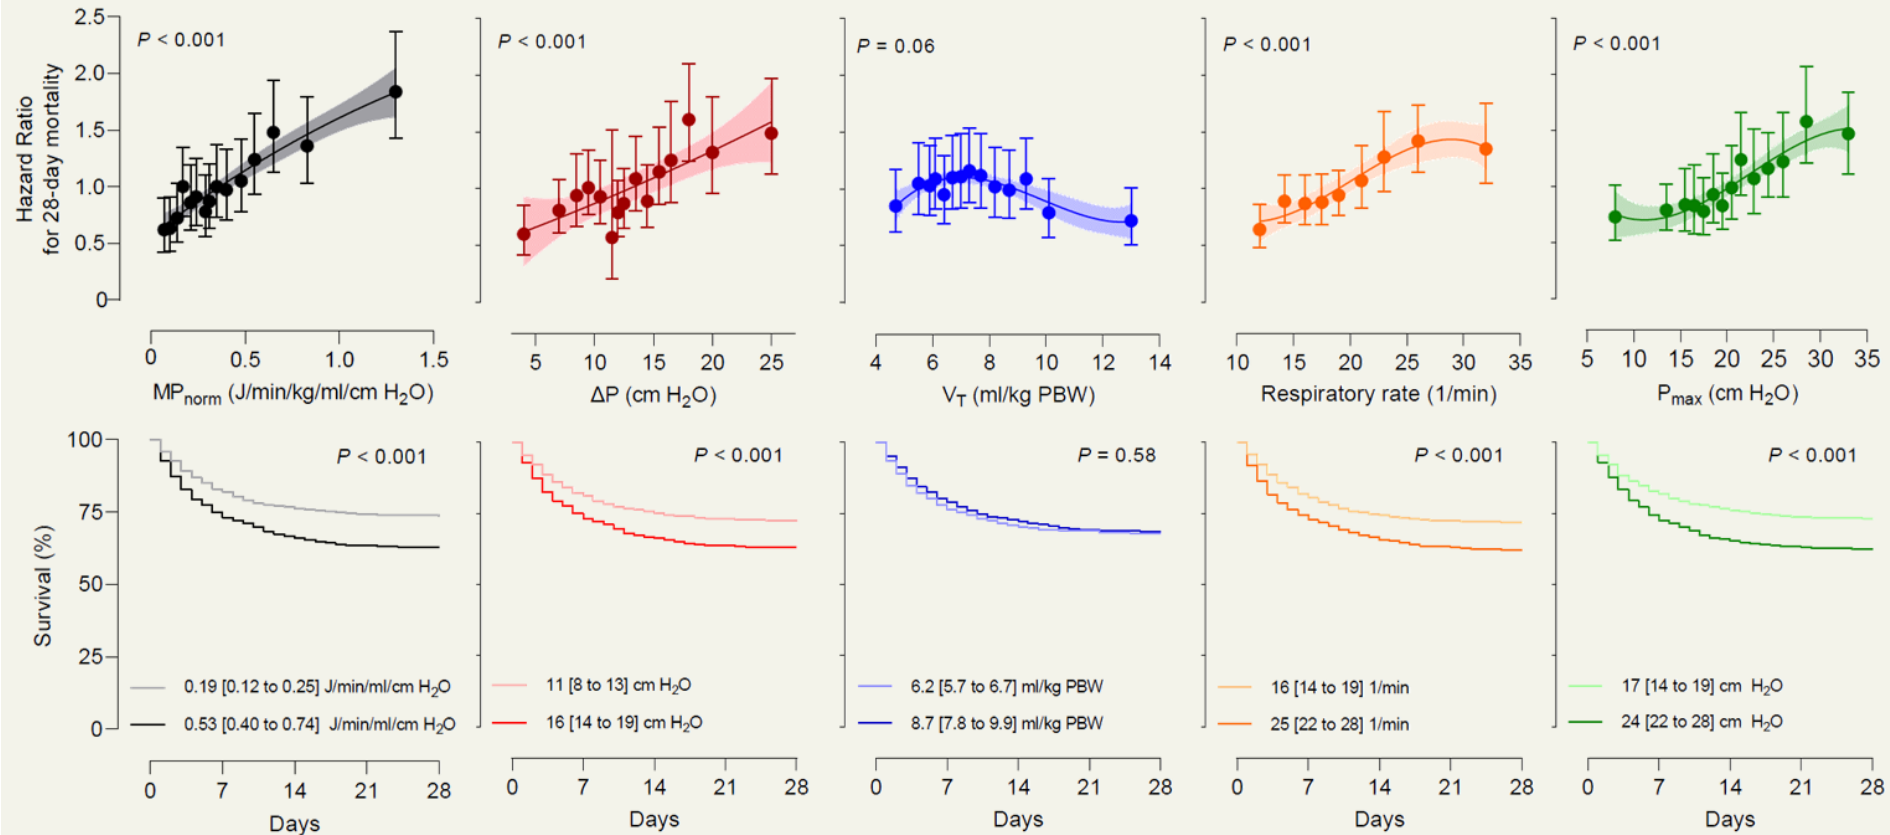 Hazard Ratio
for 28-day mortality
2.5
2.0
1.5
1.0
0.5
0
P < 0.001
0 0.5 1.0 1.5
MPnorm (J/min/kg/ml/cm H2O)
P < 0.001
5 10 15 20 25
ΔP (cm H2O)
P = 0.06
4 6 8 10 12 14
VT (ml/kg PBW)
P < 0.001
10 15 20 25 30 35
Respiratory rate (1/min)
P < 0.001
5 10 15 20 25 30 35
Pmax (cm H2O)
Survival (%)
100
75
50
25
0
P < 0.001
0.19 [0.12 to 0.25] J/min/ml/cm H2O
0.53 [0.40 to 0.74] J/min/ml/cm H2O
0 7 14 21 28
Days
P < 0.001
11 [8 to 13] cm H2O
16 [14 to 19] cm H2O
0 7 14 21 28
Days
P = 0.58
6.2 [5.7 to 6.7] ml/kg PBW
8.7 [7.8 to 9.9] ml/kg PBW
0 7 14 21 28
Days
P < 0.001
16 [14 to 19] 1/min
25 [22 to 28] 1/min
0 7 14 21 28
Days
P < 0.001
17 [14 to 19] cm H2O
24 [22 to 28] cm H2O
0 7 14 21 28
Days